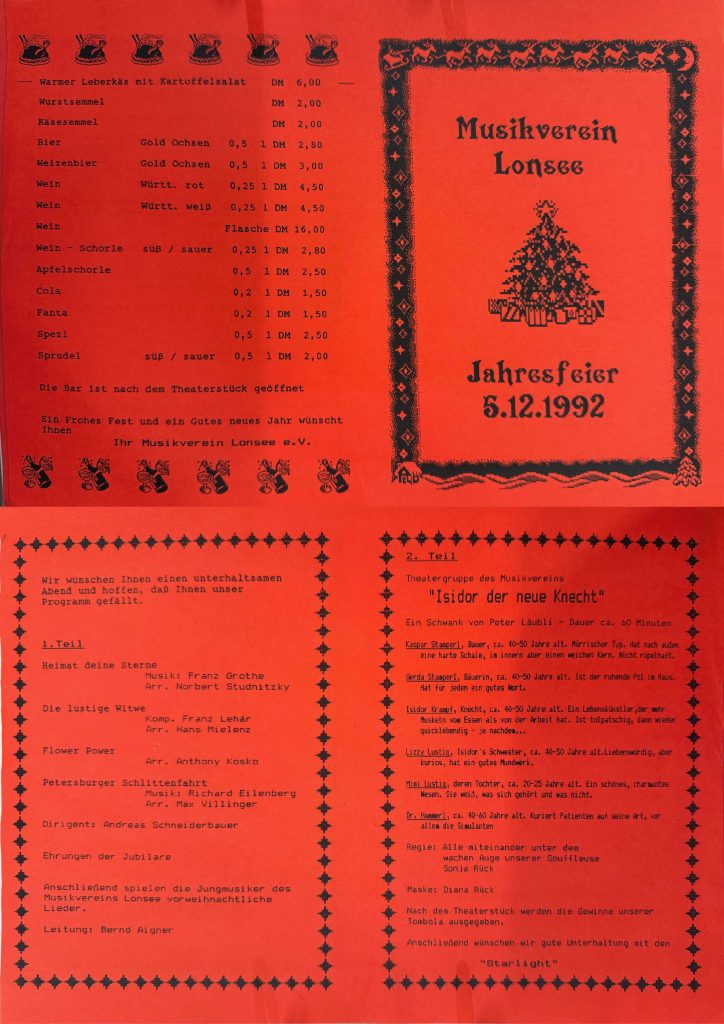 Warmer Leberkäs mit Kartoffelsalat DM 6,00
Wurstsemmel DM 2,00
Käsesemmel DM 2,00
Bier Gold Ochsen 0,5 l DM 2,80
Weizenbier Gold Ochsen 0,5 l DM 3,00
Wein Württ. rot 0,25 l DM 4,50
Wein Württ. weiß 0,25 l DM 4,50
Wein Flasche DM 16,00
Wein - Schorle süß / sauer 0,25 l DM 2,80
Apfelschorle 0,5 l DM 2,50
Cola 0,2 l DM 1,50
Fanta 0,2 l DM 1,50
Spezi 0,5 l DM 2,50
Sprudel süß / sauer 0,5 l DM 2,00
Die Bar ist nach dem Theaterstück geöffnet
Ein Frohes Fest und ein Gutes neues Jahr wünscht
Ihnen
Ihr Musikverein Lonsee e.V.
Musikverein
Lonsee
Jahresfeier
5.12.1992
Wir wünschen Ihnen einen unterhaltsamen
Abend und hoffen, daß Ihnen unser
Programm gefällt.
1.Teil
Heimat deine Sterne
Musik: Franz Grothe
Arr. Norbert Studnitzky
Die lustige Witwe
Komp. Franz Lehár
Arr. Hans Mielenz
Flower Power
Arr. Anthony Kosko
Petersburger Schlittenfahrt
Musik: Richard Eilenberg
Arr. Max Villinger
Dirigent: Andreas Schneiderbauer
Ehrungen der Jubilare
Anschließend spielen die Jungmusiker des
Musikvereins Lonsee vorweihnachtliche
Lieder.
Leitung: Bernd Aigner
2. Teil
Theatergruppe des Musikvereins
"Isidor der neue Knecht"
Ein Schwank von Peter Läubli - Dauer ca. 60 Minuten
Kaspar Stamperl, Bauer, ca. 40-50 Jahre alt. Mürrischer Typ. Hat nach außen
eine harte Schale, im innern aber einen weichen Kern. Nicht rüpelhaft.
Gerda Stamperl, Bäuerin, ca. 40-50 Jahre alt. Ist der ruhende Pol im Haus.
Hat für jeden ein gutes Wort.
Isidor Krampf, Knecht, ca. 40-50 Jahre alt. Ein Lebenskünstler,der mehr
Muskeln vom Essen als von der Arbeit hat. Ist tolpatschig, dann wieder
quicklebendig - je nachdem...
Lizzy Lustig, Isidor's Schwester, ca. 40-50 Jahre alt.Liebenswürdig, aber
kurios, hat ein gutes Mundwerk.
Mimi Lustig, deren Tochter, ca. 20-25 Jahre alt. Ein schönes, charmantes
Wesen. Sie weiß, was sich gehört und was nicht.
Dr. Hammerl, ca. 40-60 Jahre alt. Kuriert Patienten auf seine Art, vor
allem die Simulanten
Regie: Alle miteinander unter dem
wachen Auge unserer Souffleuse
Sonja Rück
Maske: Diana Rück
Nach dem Theaterstück werden die Gewinne unserer
Tombola ausgegeben.
Anschließend wünschen wir gute Unterhaltung mit den
"Starlight"